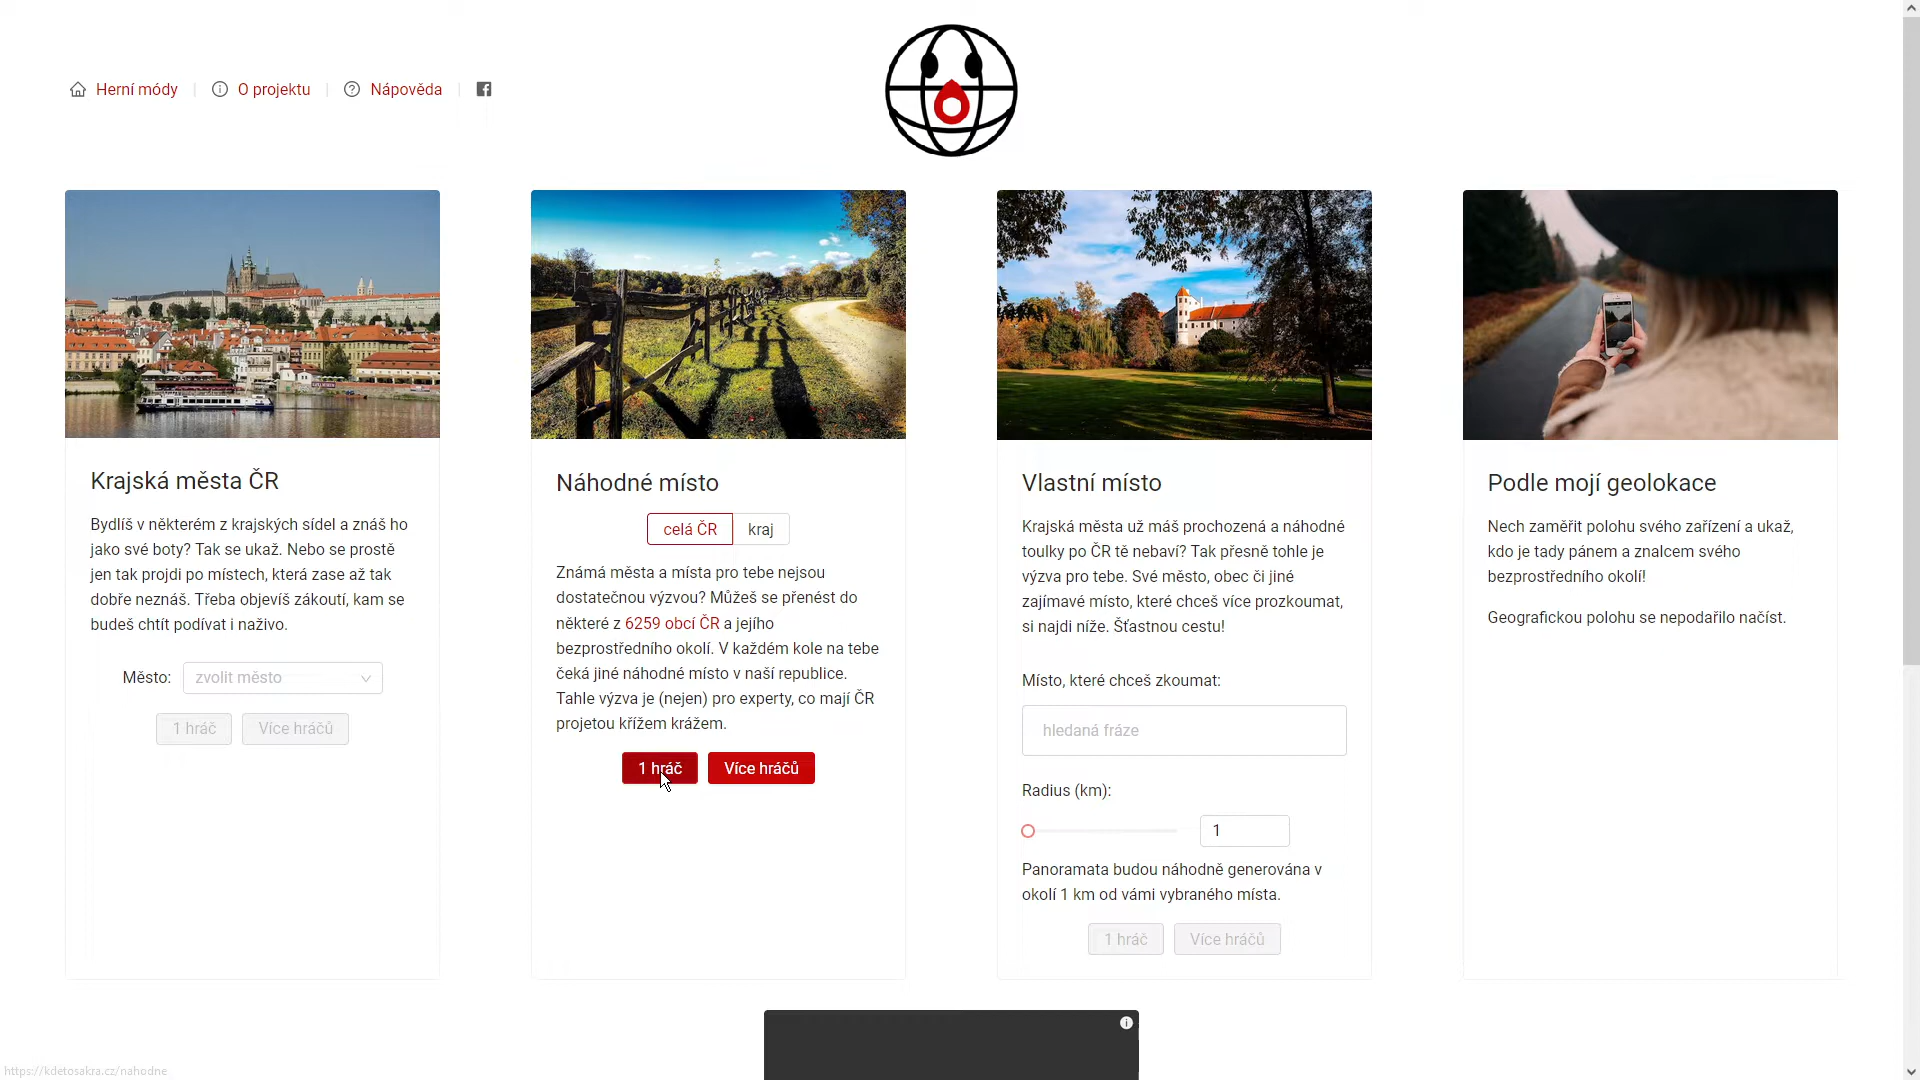 Herní módy
O projektu
Nápověda
Krajská města ČR
Bydlíš v některém z krajských sídel a znáš ho
jako své boty? Tak se ukaž. Nebo se prostě
jen tak projdi po místech, která zase až tak
dobře neznáš. Třeba objevíš zákoutí, kam se
budeš chtít podívat i naživo.
Město:
zvolit město
1 hráč
Více hráčů
Náhodné místo
celá ČR
kraj
Známá města a místa pro tebe nejsou
dostatečnou výzvou? Můžeš se přenést do
některé z 6259 obcí ČR a jejího
bezprostředního okolí. V každém kole na tebe
čeká jiné náhodné místo v naší republice.
Tahle výzva je (nejen) pro experty, co mají ČR
projetou křížem krážem.
1 hráč
Více hráčů
Vlastní místo
Krajská města už máš prochozená a náhodné
toulky po ČR tě nebaví? Tak přesně tohle je
výzva pro tebe. Své město, obec či jiné
zajímavé místo, které chceš více prozkoumat,
si najdi níže. Šťastnou cestu!
Místo, které chceš zkoumat:
hledaná fráze
Radius (km):
1
Panoramata budou náhodně generována v
okolí 1 km od vámi vybraného místa.
1 hráč
Více hráčů
Podle mojí geolokace
Nech zaměřit polohu svého zařízení a ukaž,
kdo je tady pánem a znalcem svého
bezprostředního okolí!
Geografickou polohu se nepodařilo načíst.
https://kdetosakra.cz/nahodne